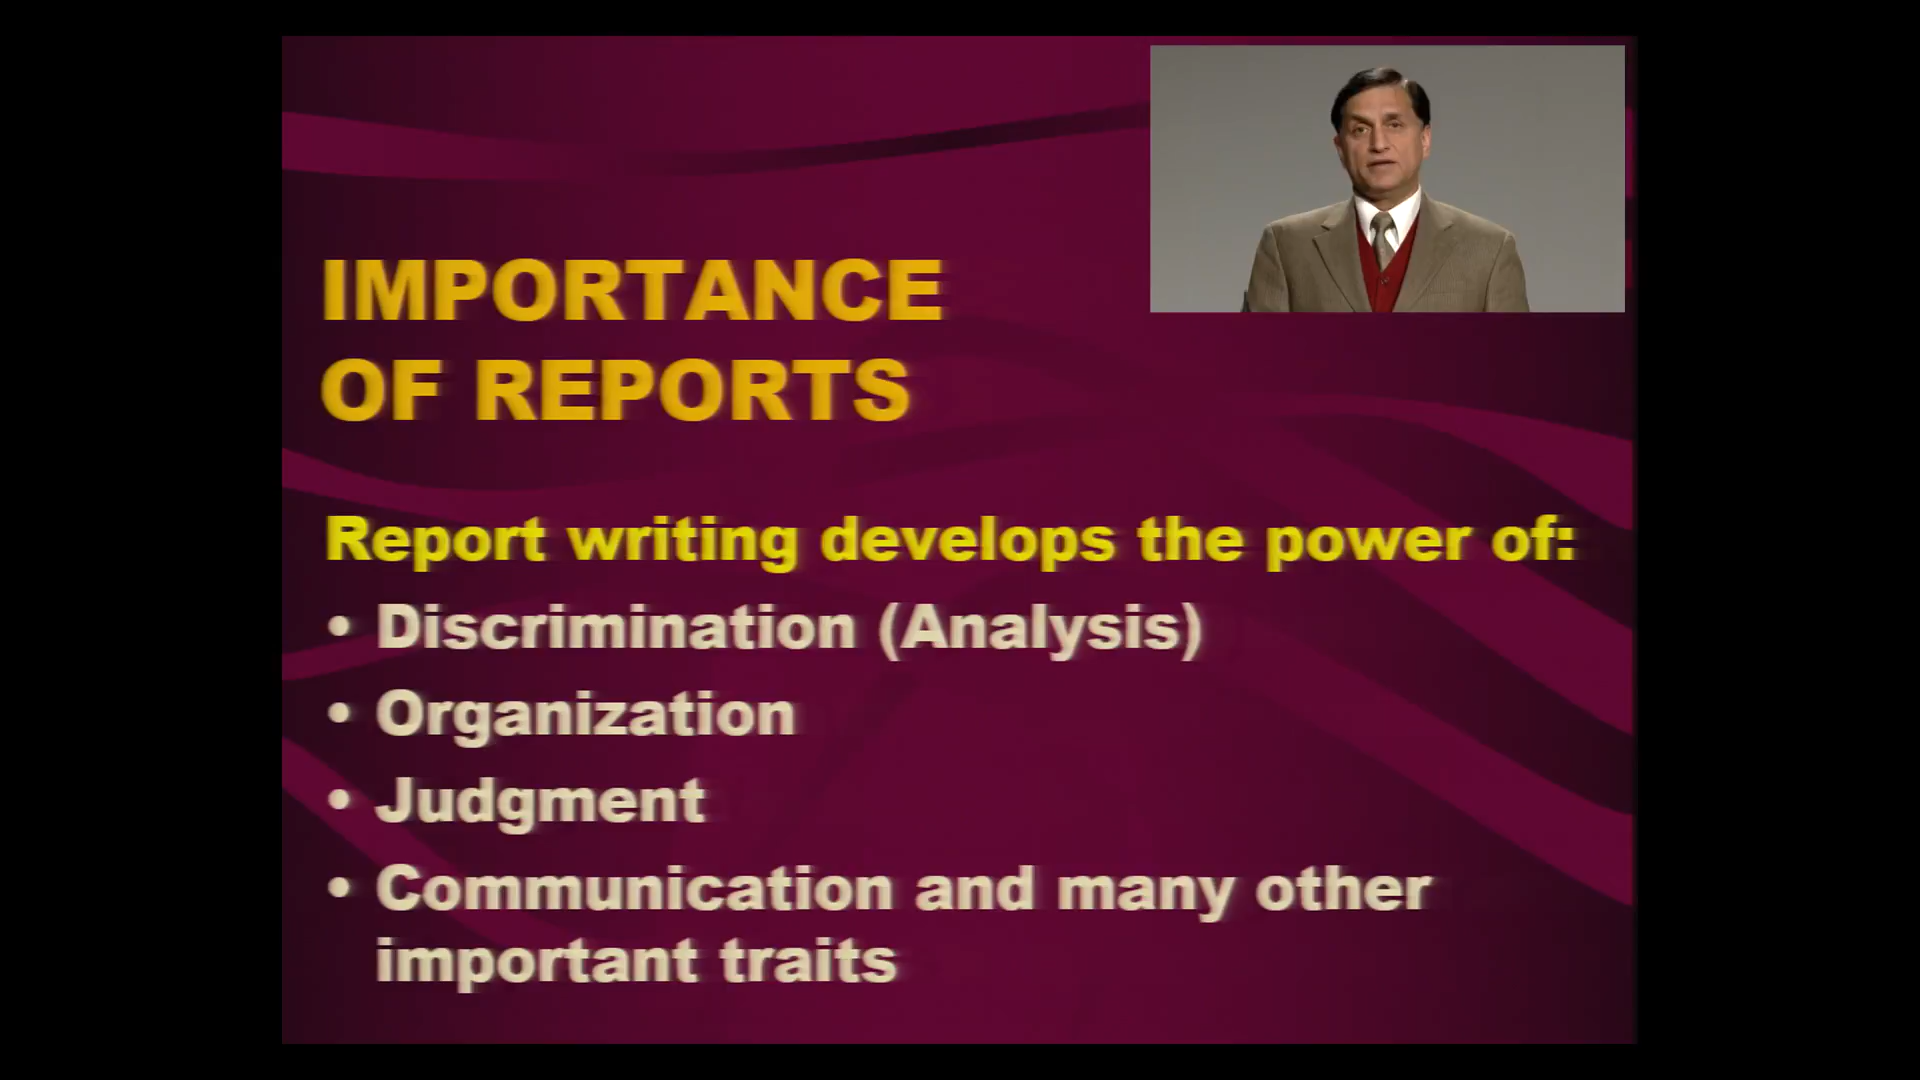 IMPORTANCE
OF REPORTS
Report writing develops the power of:
• Discrimination (Analysis)
• Organization
• Judgment
• Communication and many other
important traits